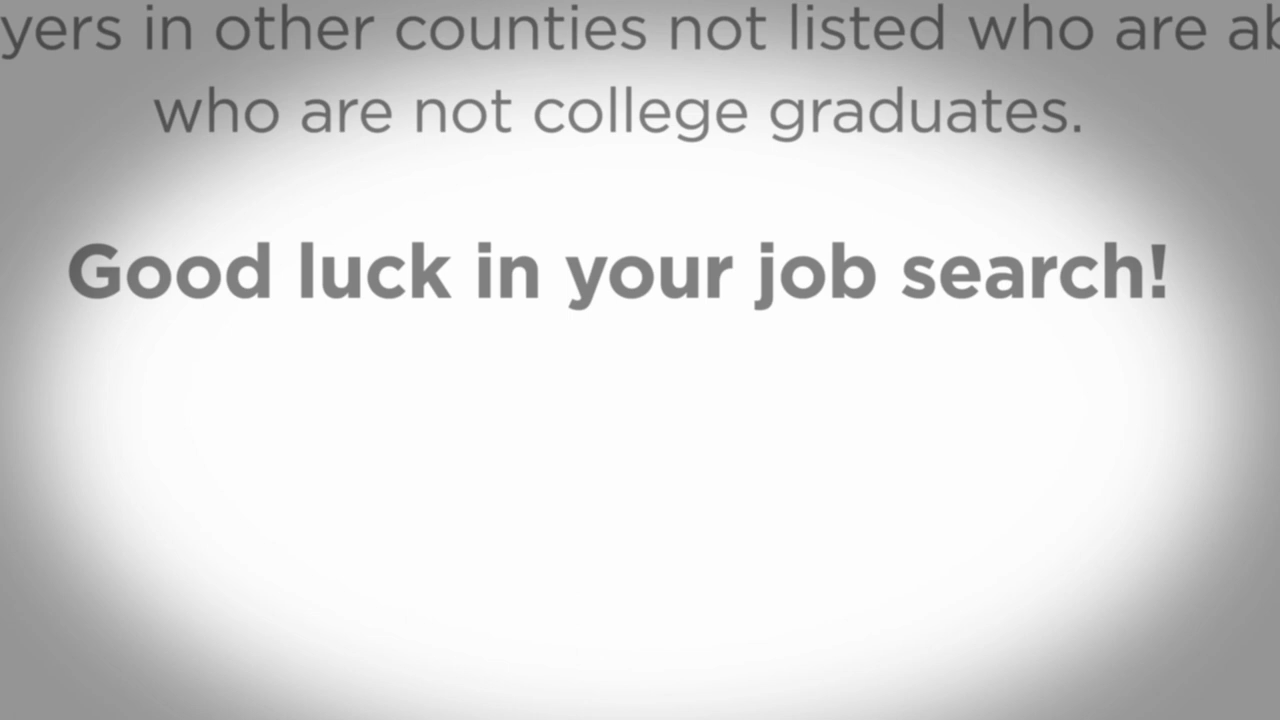 in other counties not listed who are
who are not college graduates.
Good luck in your job search!